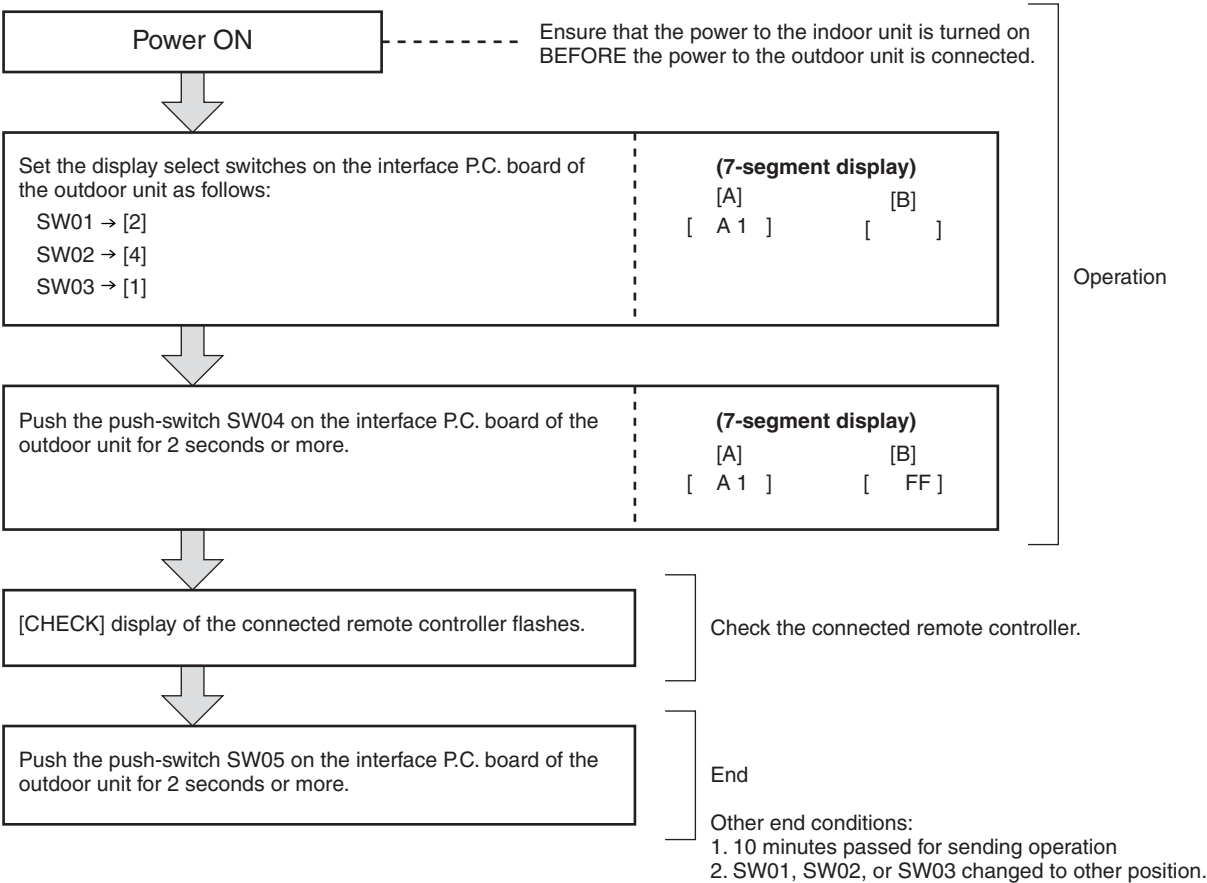 Power ON
Ensure that the power to the indoor unit is turned on
BEFORE the power to the outdoor unit is connected.
Set the display select switches on the interface P.C. board of
the outdoor unit as follows:
SW01 → [2]
SW02 → [4]
SW03 → [1]
(7-segment display)
[A] [B]
[ A 1 ] [ ]
Operation
Push the push-switch SW04 on the interface P.C. board of the
outdoor unit for 2 seconds or more.
(7-segment display)
[A] [B]
[ A 1 ] [ FF ]
[CHECK] display of the connected remote controller flashes.
Check the connected remote controller.
Push the push-switch SW05 on the interface P.C. board of the
outdoor unit for 2 seconds or more.
End
Other end conditions:
1. 10 minutes passed for sending operation
2. SW01, SW02, or SW03 changed to other position.